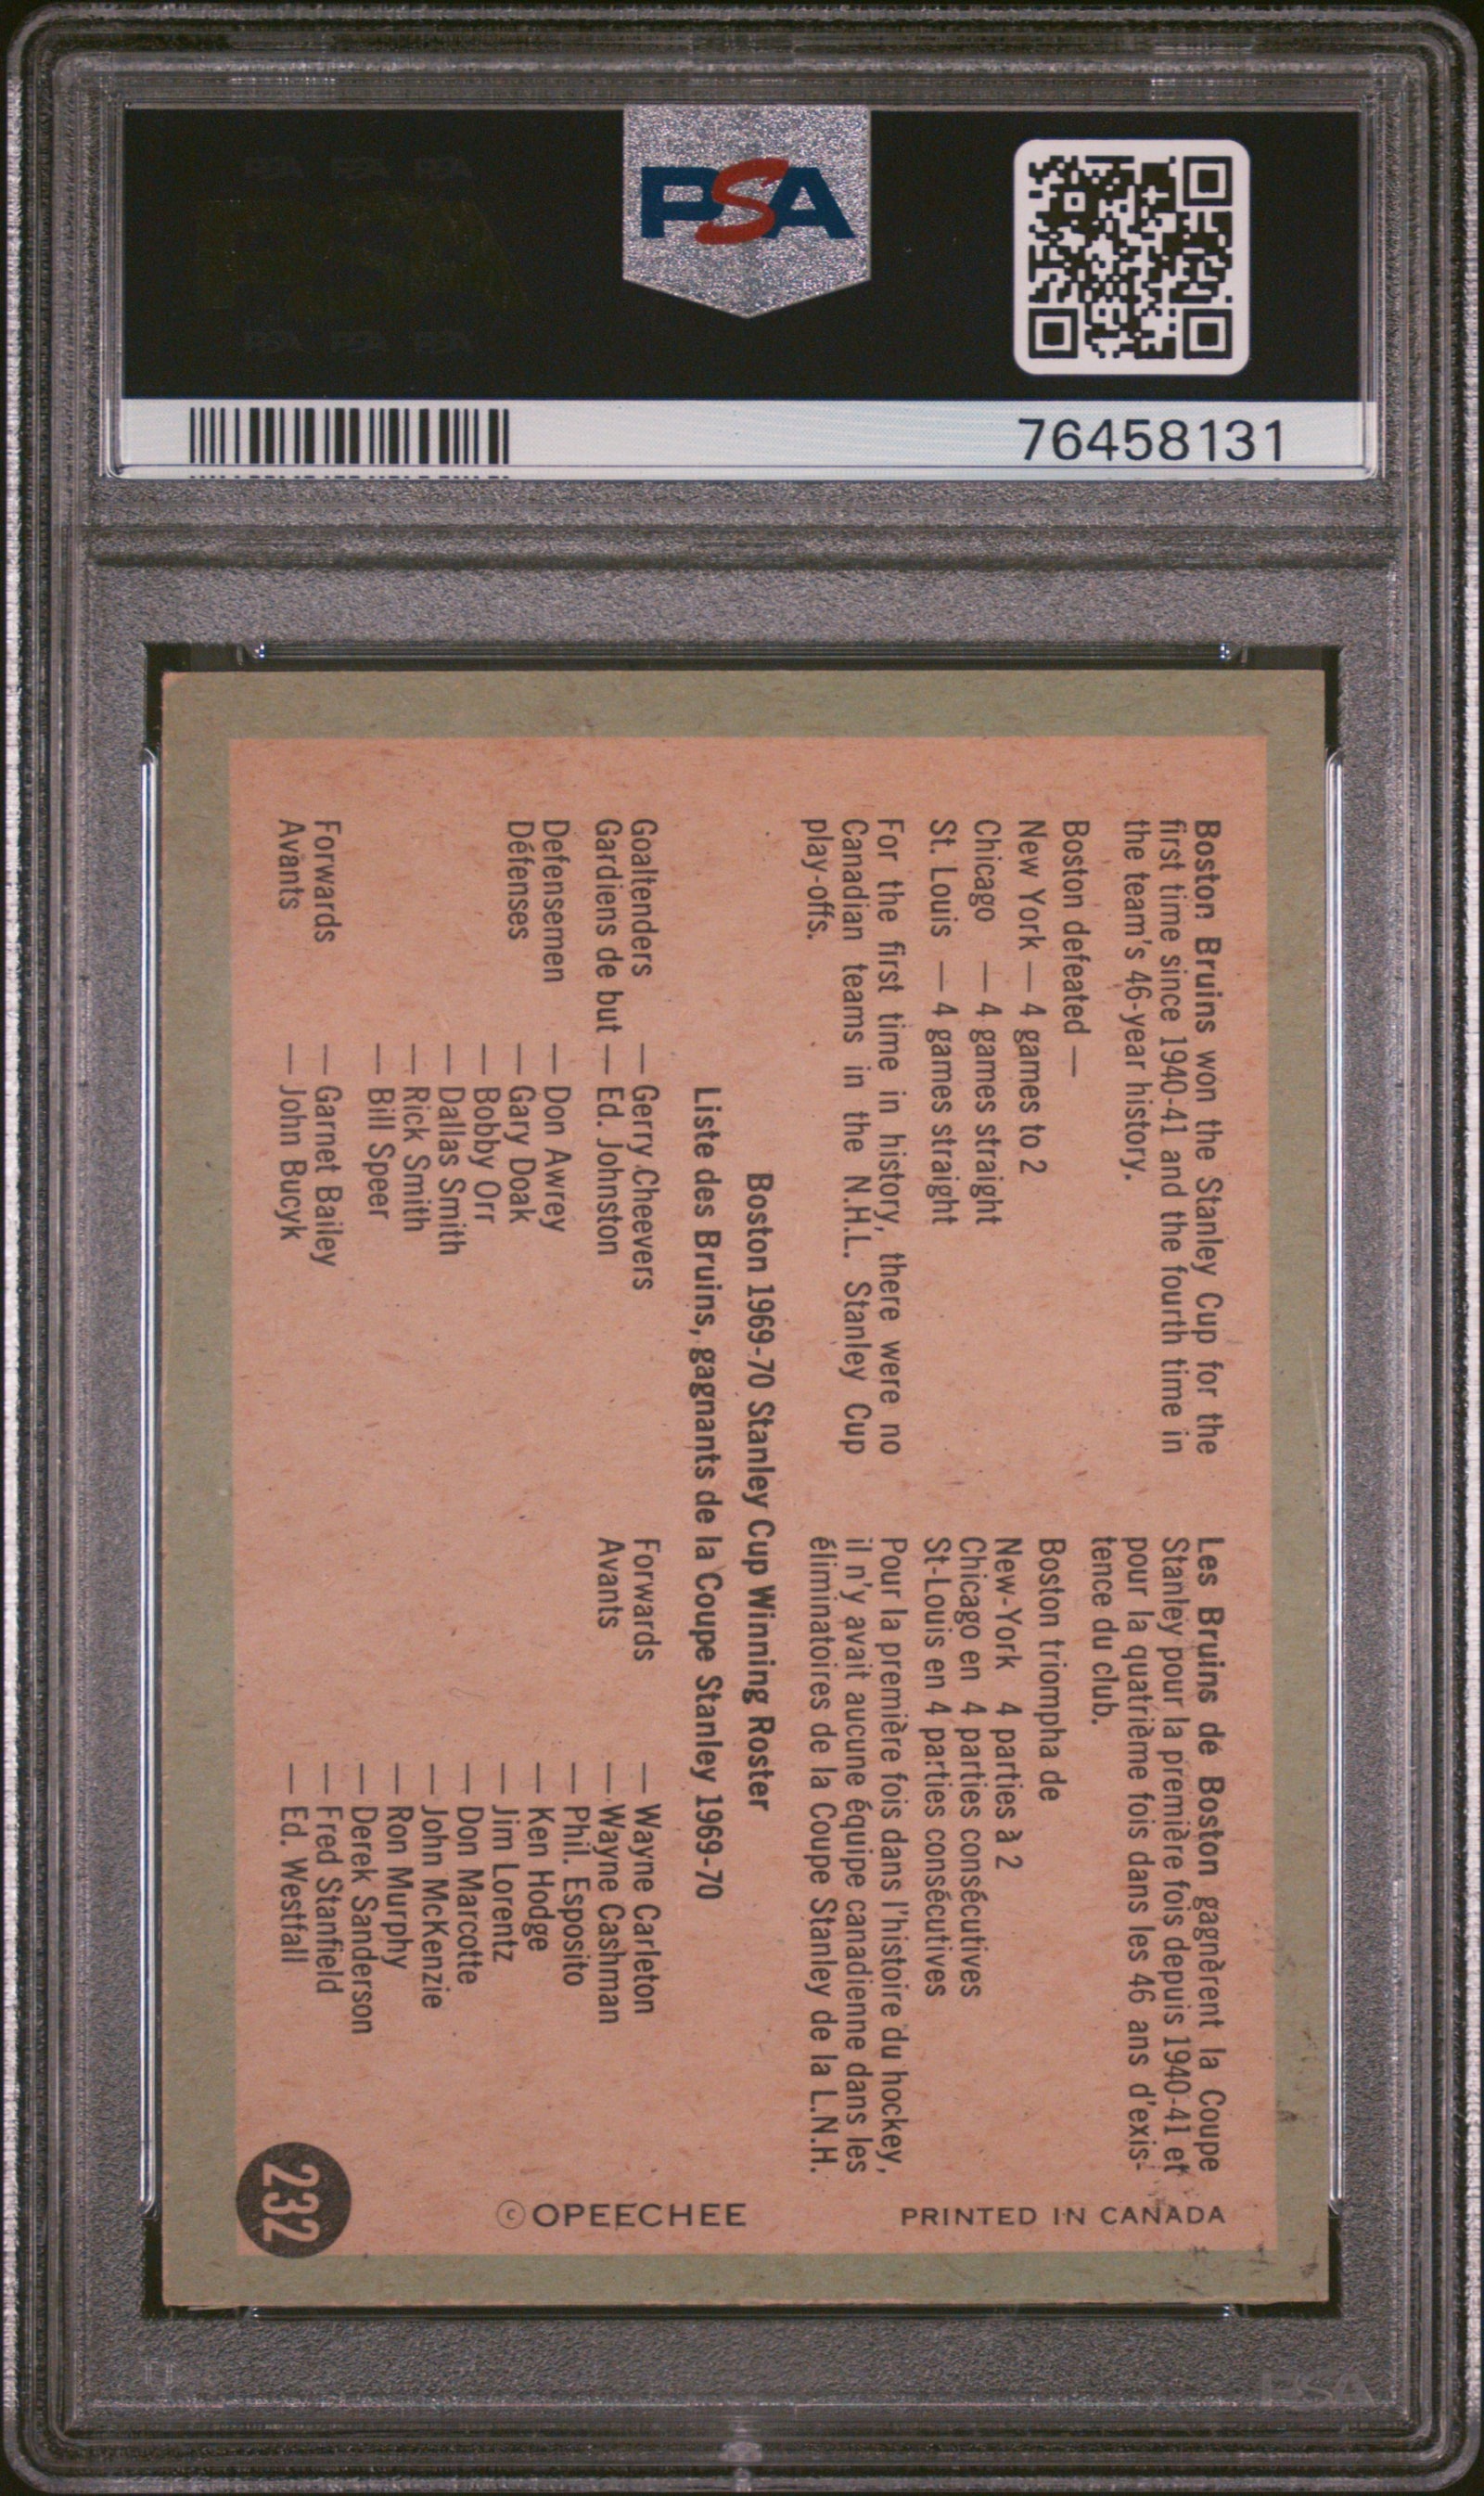 PSA
76458131
Boston Bruins won the Stanley Cup for the
first time since 1940-41 and the fourth time in
the team's 46-year history.
Boston defeated —
New York — 4 games to 2
Chicago — 4 games straight
St. Louis — 4 games straight
For the first time in history, there were no
Canadian teams in the N.H.L. Stanley Cup
play-offs.
Les Bruins de Boston gagnèrent la Coupe
Stanley pour la première fois depuis 1940-41 et
pour la quatrième fois dans les 46 ans d'exis-
tence du club.
Boston triompha de
New-York 4 parties à 2
Chicago en 4 parties consécutives
St-Louis en 4 parties consécutives
Pour la première fois dans l'histoire du hockey,
il n'y avait aucune équipe canadienne dans les
éliminatoires de la Coupe Stanley de la L.N.H.
Boston 1969-70 Stanley Cup Winning Roster
Liste des Bruins, gagnants de la Coupe Stanley 1969-70
Goaltenders — Gerry Cheevers
Gardiens de but — Ed. Johnston
Defensemen — Don Awrey
Défenses — Gary Doak
— Bobby Orr
— Dallas Smith
— Rick Smith
— Bill Speer
Forwards — Garnet Bailey
Avants — John Bucyk
Forwards — Wayne Carleton
Avants — Wayne Cashman
— Phil. Esposito
— Ken Hodge
— Jim Lorentz
— Don Marcotte
— John McKenzie
— Ron Murphy
— Derek Sanderson
— Fred Stanfield
— Ed. Westfall
PRINTED IN CANADA
© OPEECHEE
232
PSA